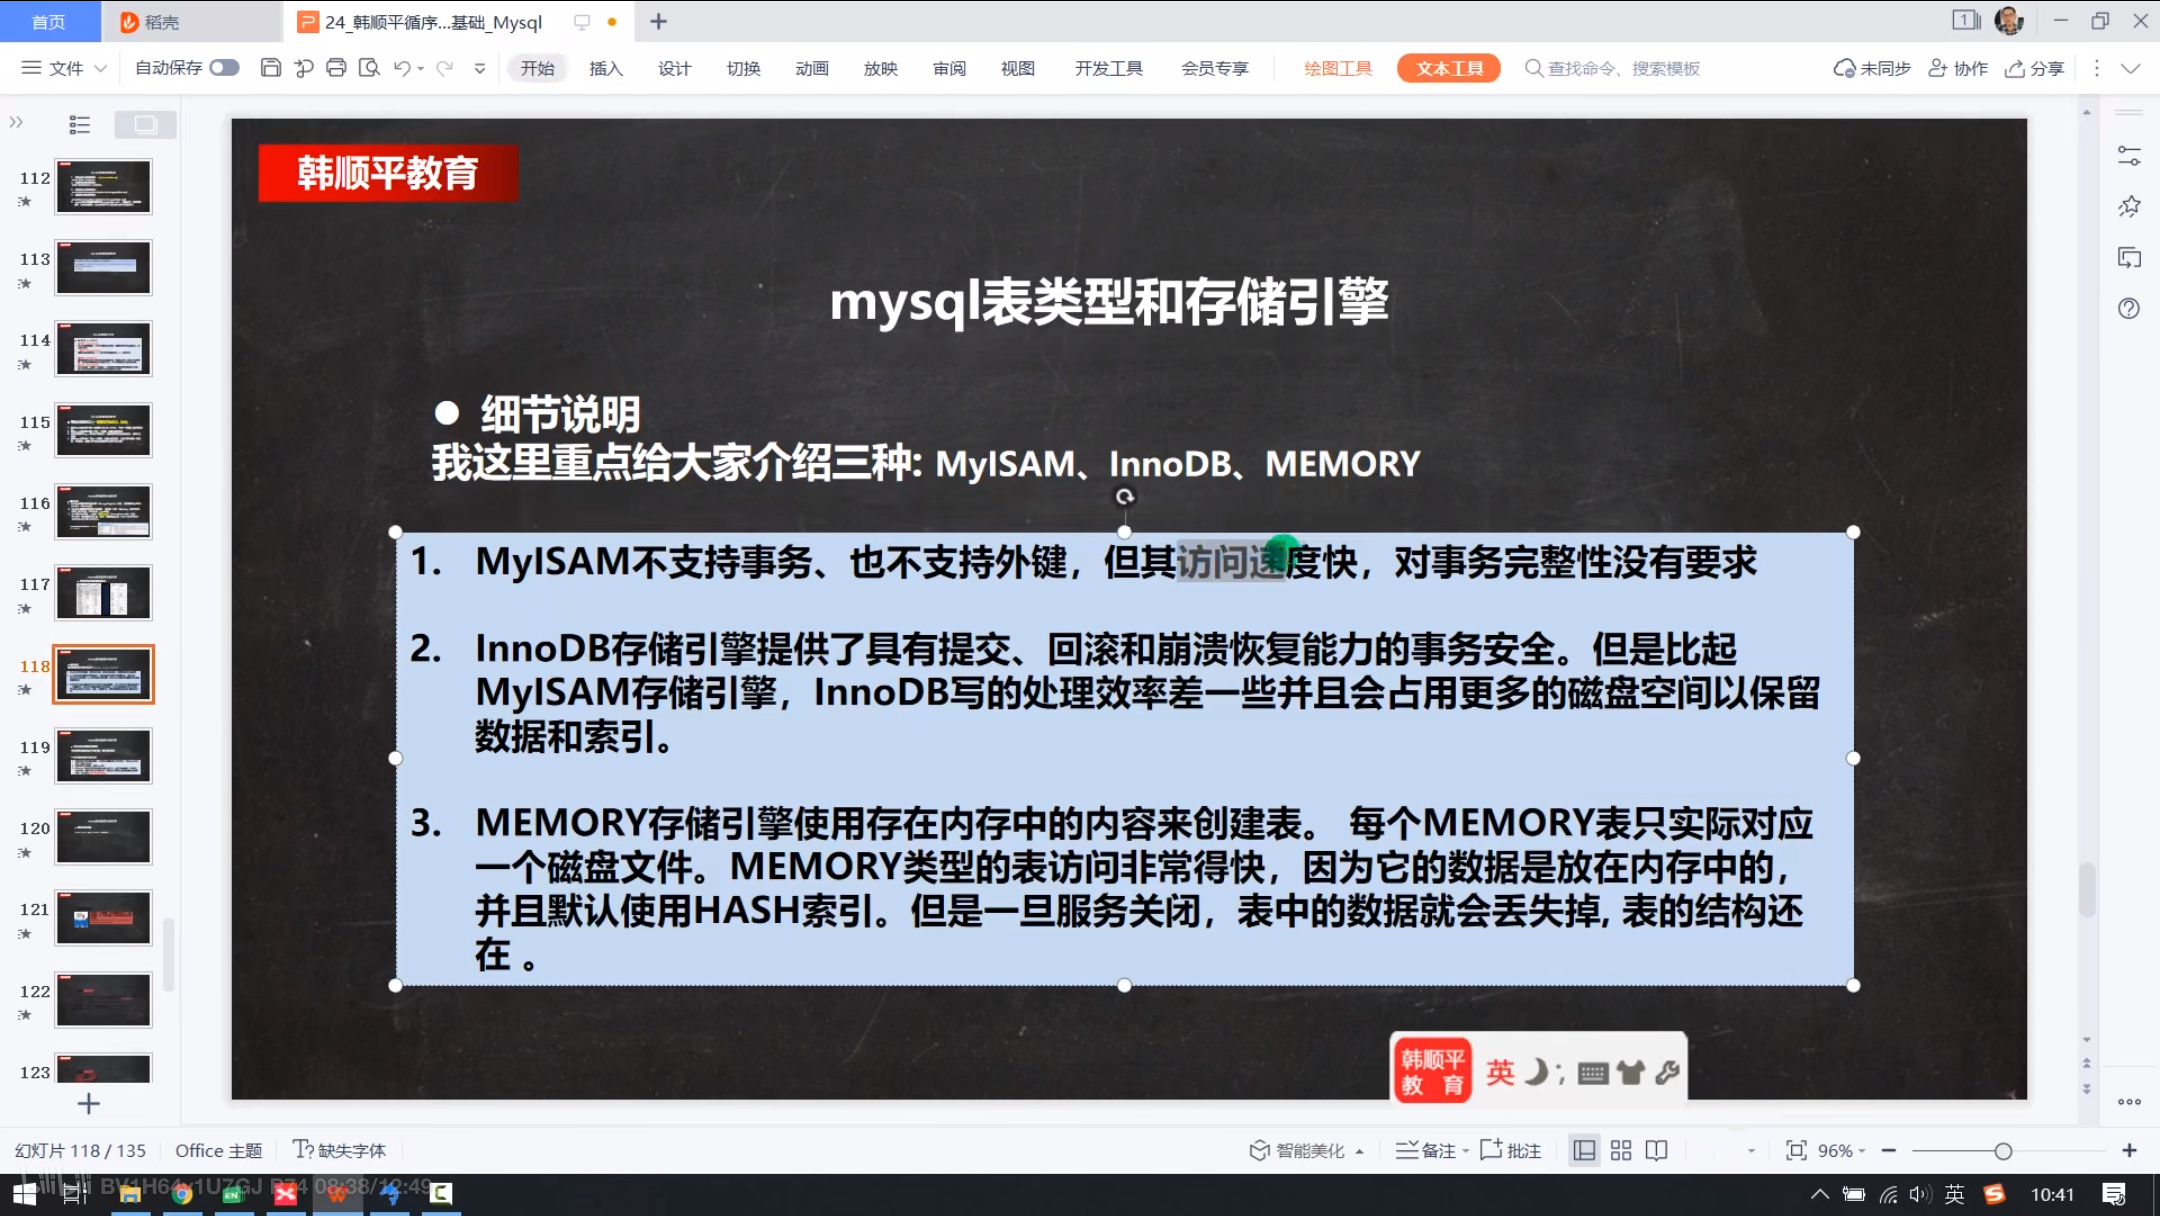 首页
稻壳
24_韩顺平循序...基础_Mysql
文件
自动保存
开始
插入
设计
切换
动画
放映
审阅
视图
开发工具
会员专享
绘图工具
文本工具
查找命令、搜索模板
未同步
协作
分享
112
113
114
115
116
117
118
119
120
121
122
123
韩顺平教育
mysql表类型和存储引擎
● 细节说明
我这里重点给大家介绍三种: MyISAM、InnoDB、MEMORY
1. MyISAM不支持事务、也不支持外键，但其访问速度快，对事务完整性没有要求
2. InnoDB存储引擎提供了具有提交、回滚和崩溃恢复能力的事务安全。但是比起
MyISAM存储引擎，InnoDB写的处理效率差一些并且会占用更多的磁盘空间以保留
数据和索引。
3. MEMORY存储引擎使用存在内存中的内容来创建表。 每个MEMORY表只实际对应
一个磁盘文件。MEMORY类型的表访问非常得快，因为它的数据是放在内存中的，
并且默认使用HASH索引。但是一旦服务关闭，表中的数据就会丢失掉, 表的结构还
在 。
韩顺平
教 育
英
幻灯片 118 / 135
Office 主题
缺失字体
智能美化
备注
批注
96%
BV1H64y1U7GJ P74 08:38/12:49
英
10:41